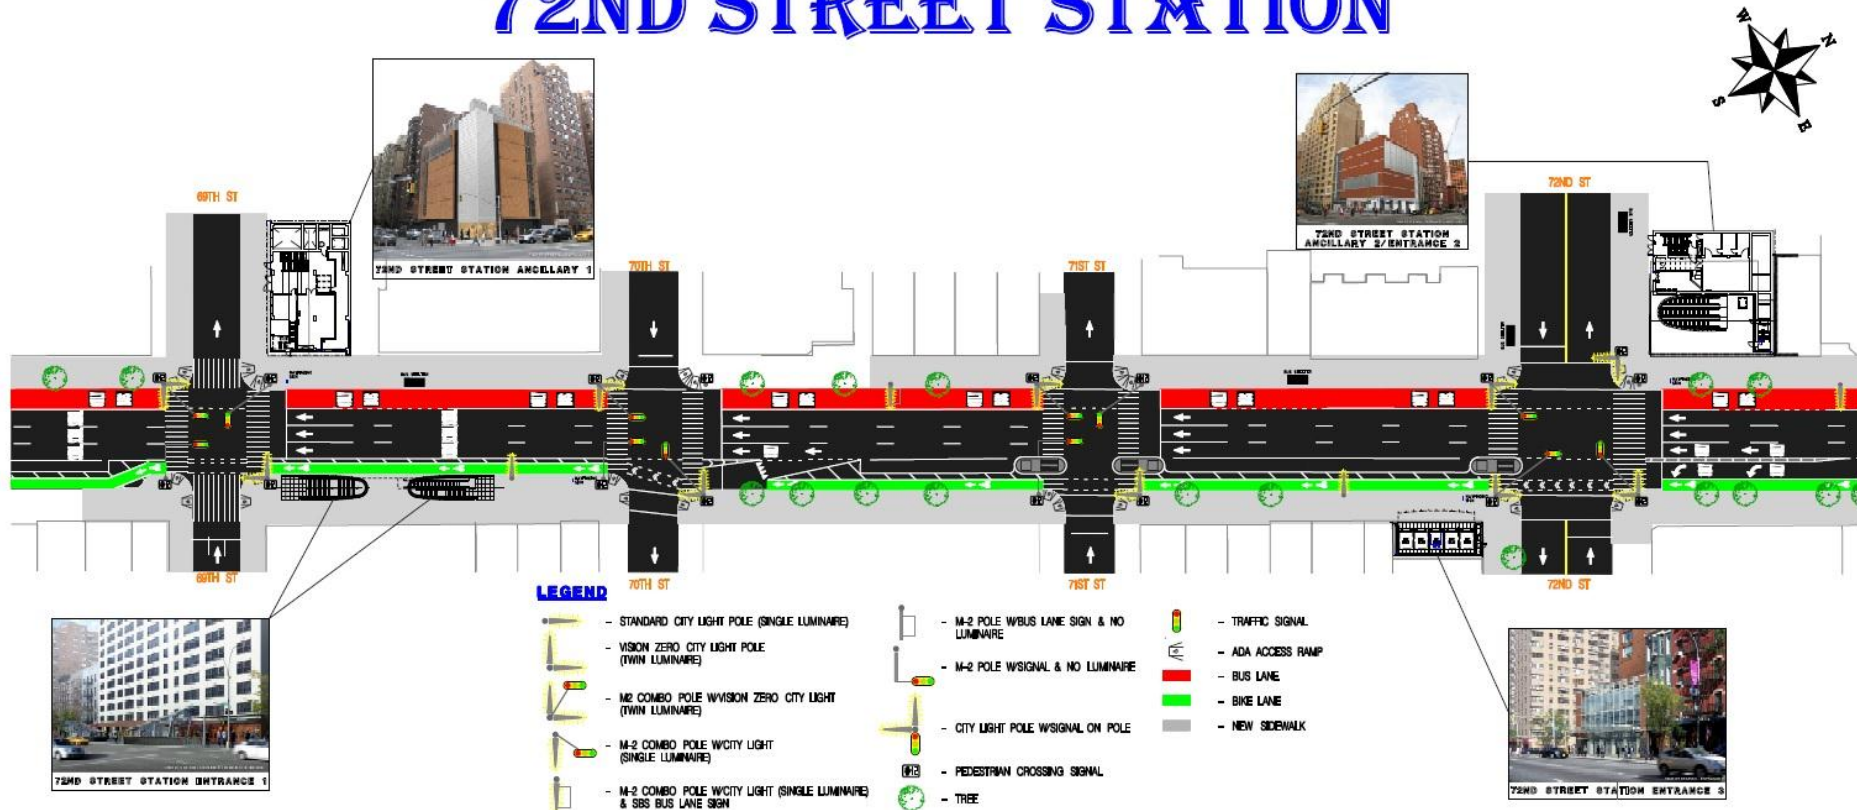 72ND STREET STATION
W
N
S
E
69TH ST
72ND STREET STATION ANCILLARY 1
70TH ST
71ST ST
72ND STREET STATION
ANCILLARY 2/ENTRANCE 2
72ND ST
BUS SHELTER
BUS SHELTER
69TH ST
70TH ST
71ST ST
72ND ST
72ND STREET STATION ENTRANCE 1
LEGEND
- STANDARD CITY LIGHT POLE (SINGLE LUMINAIRE)
- VISION ZERO CITY LIGHT POLE
(TWIN LUMINAIRE)
- M2 COMBO POLE W/VISION ZERO CITY LIGHT
(TWIN LUMINAIRE)
- M-2 COMBO POLE W/CITY LIGHT
(SINGLE LUMINAIRE)
- M-2 COMBO POLE W/CITY LIGHT (SINGLE LUMINAIRE)
& SBS BUS LANE SIGN
- M-2 POLE W/BUS LANE SIGN & NO
LUMINAIRE
- M-2 POLE W/SIGNAL & NO LUMINAIRE
- CITY LIGHT POLE W/SIGNAL ON POLE
- PEDESTRIAN CROSSING SIGNAL
- TREE
- TRAFFIC SIGNAL
- ADA ACCESS RAMP
- BUS LANE
- BIKE LANE
- NEW SIDEWALK
72ND STREET STATION ENTRANCE 3